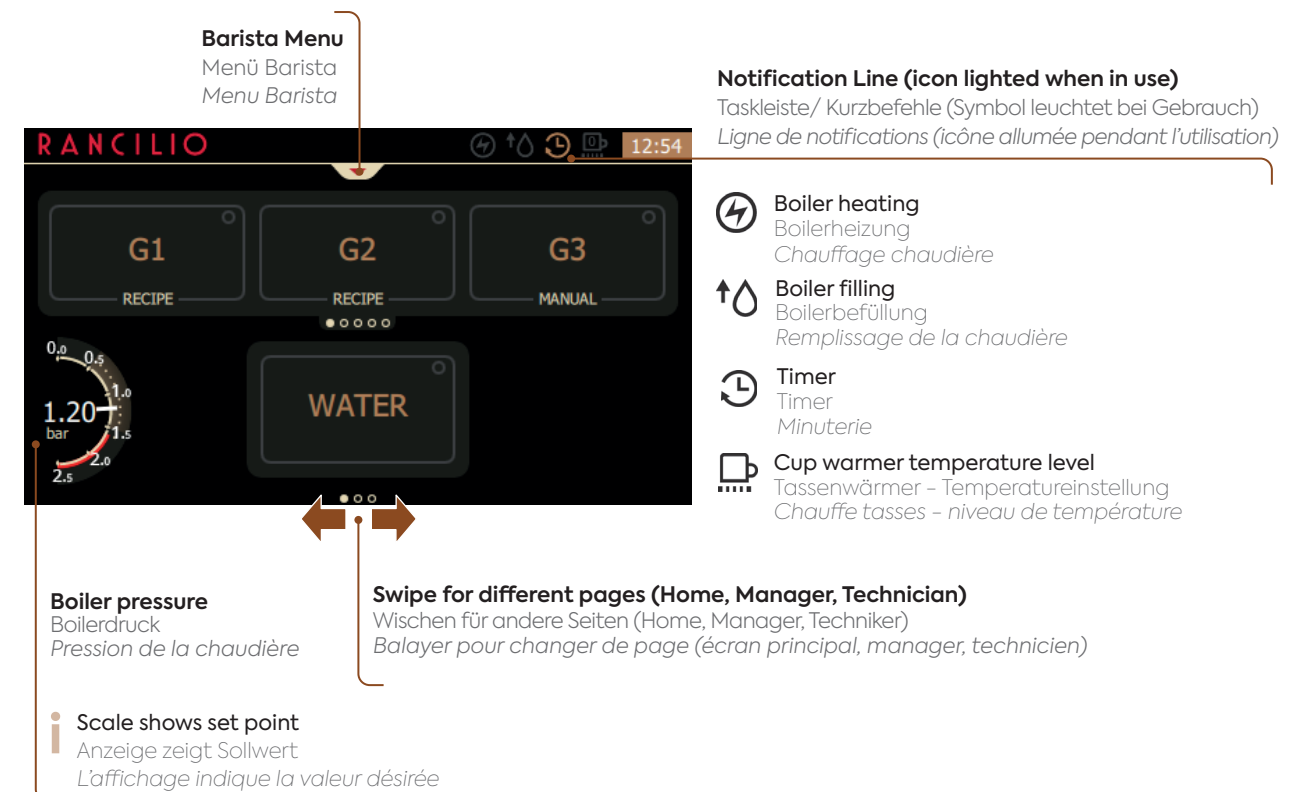 Barista Menu
Menü Barista
Menu Barista
Notification Line (icon lighted when in use)
Taskleiste/ Kurzbefehle (Symbol leuchtet bei Gebrauch)
Ligne de notifications (icône allumée pendant l'utilisation)
RANCILIO
0
12:54
G1
RECIPE
G2
RECIPE
G3
MANUAL
0.0
0.5
1.0
1.20
bar
1.5
2.0
2.5
WATER
Boiler heating
Boilerheizung
Chauffage chaudière
Boiler filling
Boilerbefüllung
Remplissage de la chaudière
Timer
Timer
Minuterie
Cup warmer temperature level
Tassenwärmer - Temperatureinstellung
Chauffe tasses - niveau de température
Boiler pressure
Boilerdruck
Pression de la chaudière
Swipe for different pages (Home, Manager, Technician)
Wischen für andere Seiten (Home, Manager, Techniker)
Balayer pour changer de page (écran principal, manager, technicien)
i
Scale shows set point
Anzeige zeigt Sollwert
L'affichage indique la valeur désirée